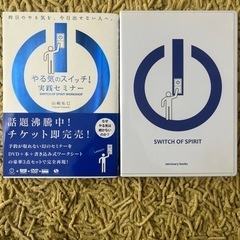 昨日のやる気を、今日出せない人へ。
やる気のスイッチ!
実践セミナー
SWITCH OF SPIRIT WORKSHOP
山﨑拓巳
話題沸騰中!
チケット即完売!
予約が取れない幻のセミナーを
DVD+本+書き込み式ワークシート
の豪華3点セットで完全再現!
SWITCH OF SPIRIT
sanctuary books